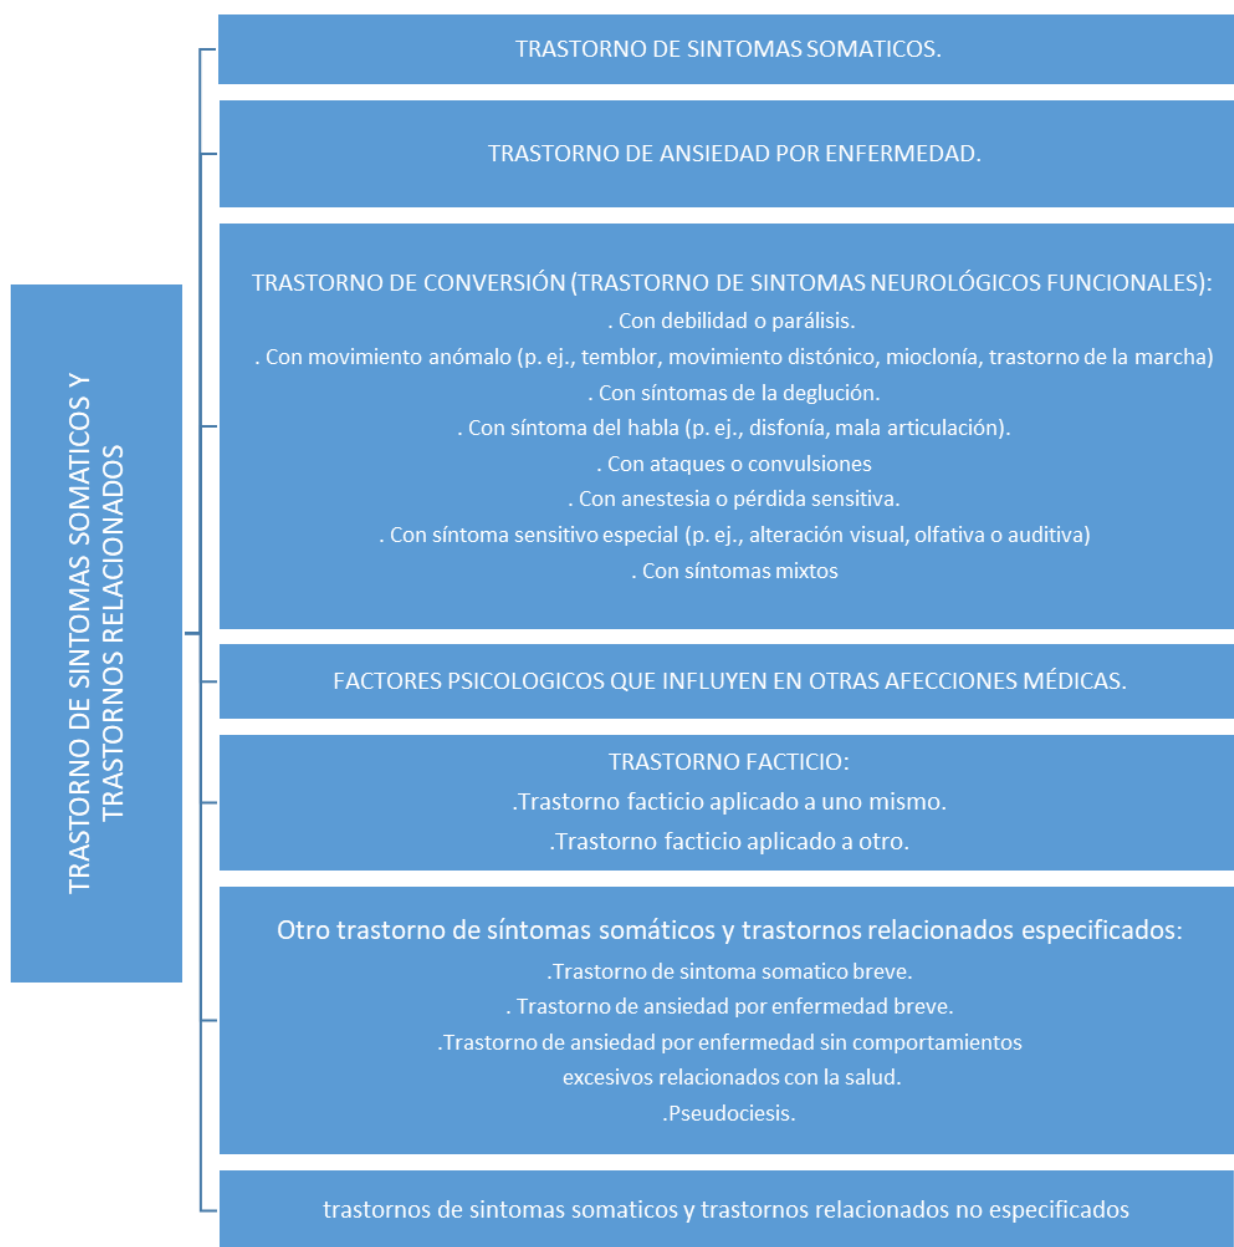 TRASTORNO DE SINTOMAS SOMATICOS Y
TRASTORNOS RELACIONADOS
TRASTORNO DE SINTOMAS SOMATICOS.
TRASTORNO DE ANSIEDAD POR ENFERMEDAD.
TRASTORNO DE CONVERSIÓN (TRASTORNO DE SINTOMAS NEUROLÓGICOS FUNCIONALES):
. Con debilidad o parálisis.
. Con movimiento anómalo (p. ej., temblor, movimiento distónico, mioclonía, trastorno de la marcha)
. Con síntomas de la deglución.
. Con síntoma del habla (p. ej., disfonía, mala articulación).
. Con ataques o convulsiones
. Con anestesia o pérdida sensitiva.
. Con síntoma sensitivo especial (p. ej., alteración visual, olfativa o auditiva)
. Con síntomas mixtos
FACTORES PSICOLOGICOS QUE INFLUYEN EN OTRAS AFECCIONES MÉDICAS.
TRASTORNO FACTICIO:
.Trastorno facticio aplicado a uno mismo.
.Trastorno facticio aplicado a otro.
Otro trastorno de síntomas somáticos y trastornos relacionados especificados:
.Trastorno de sintoma somatico breve.
. Trastorno de ansiedad por enfermedad breve.
.Trastorno de ansiedad por enfermedad sin comportamientos
excesivos relacionados con la salud.
.Pseudociesis.
trastornos de sintomas somaticos y trastornos relacionados no especificados